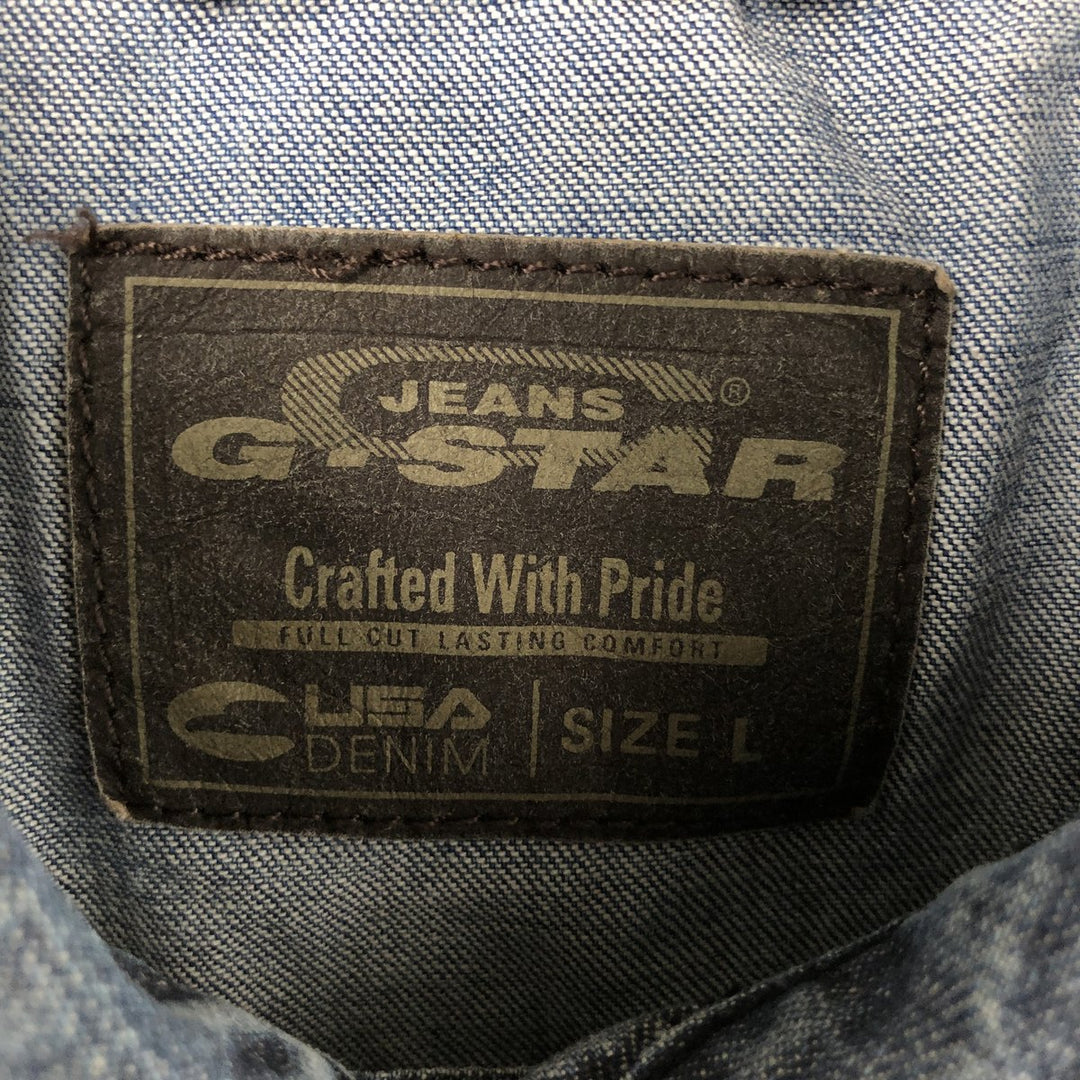 JEANS ®
G-STAR
Crafted With Pride
FULL CUT LASTING COMFORT
USA
DENIM
SIZE L